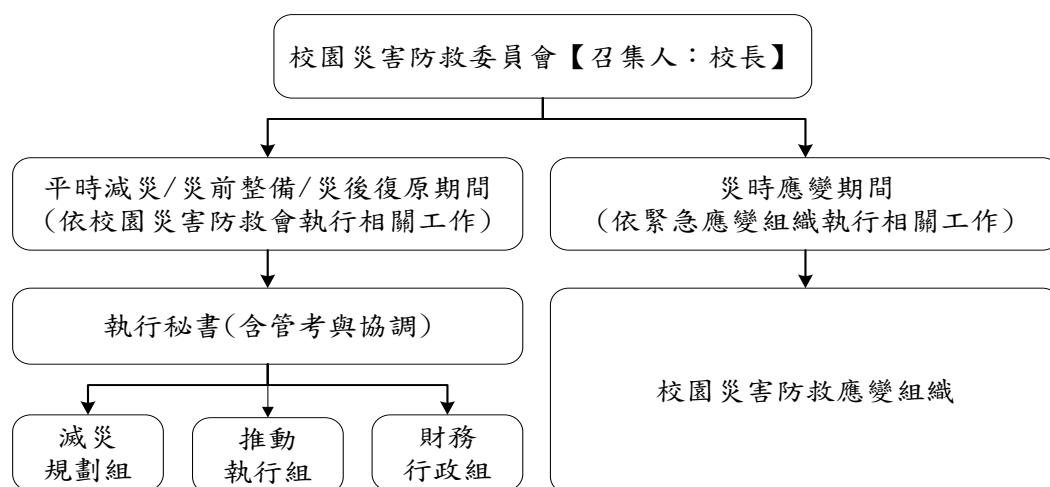 校園災害防救委員會【召集人：校長】
平時減災/災前整備/災後復原期間
(依校園災害防救會執行相關工作)
災時應變期間
(依緊急應變組織執行相關工作)
執行秘書(含管考與協調)
校園災害防救應變組織
減災
規劃組
推動
執行組
財務
行政組